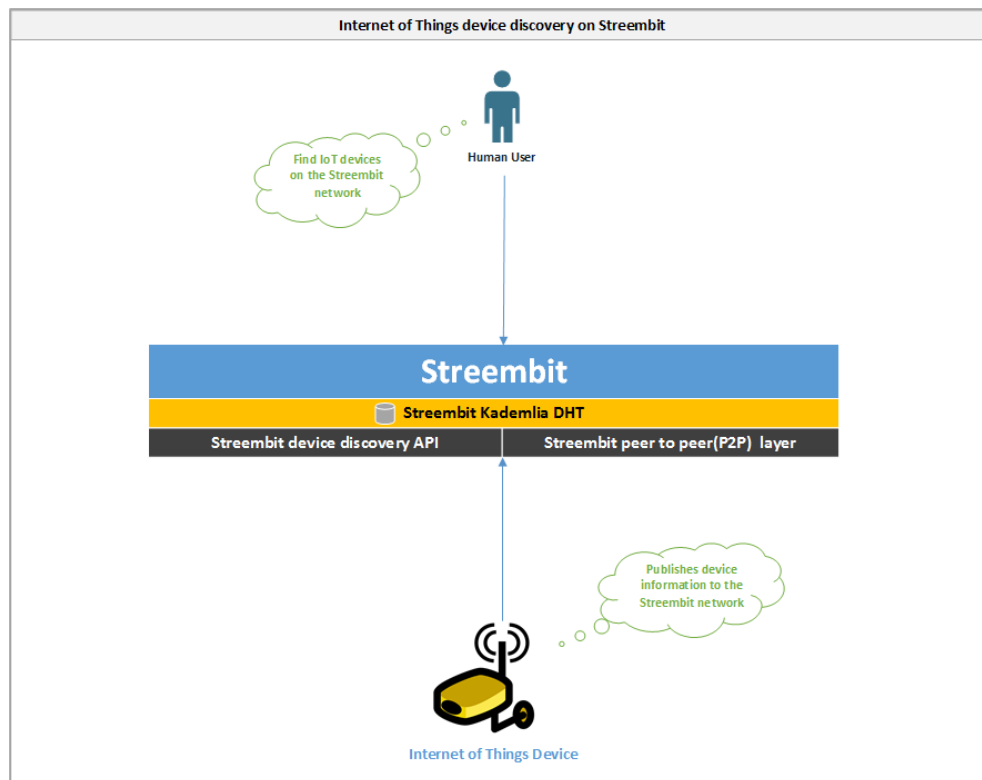 Internet of Things device discovery on Streembit
Find IoT devices
on the Streembit
network
Human User
Streembit
Streembit Kademlia DHT
Streembit device discovery API
Streembit peer to peer(P2P) layer
Publishes device
information to the
Streembit network
Internet of Things Device